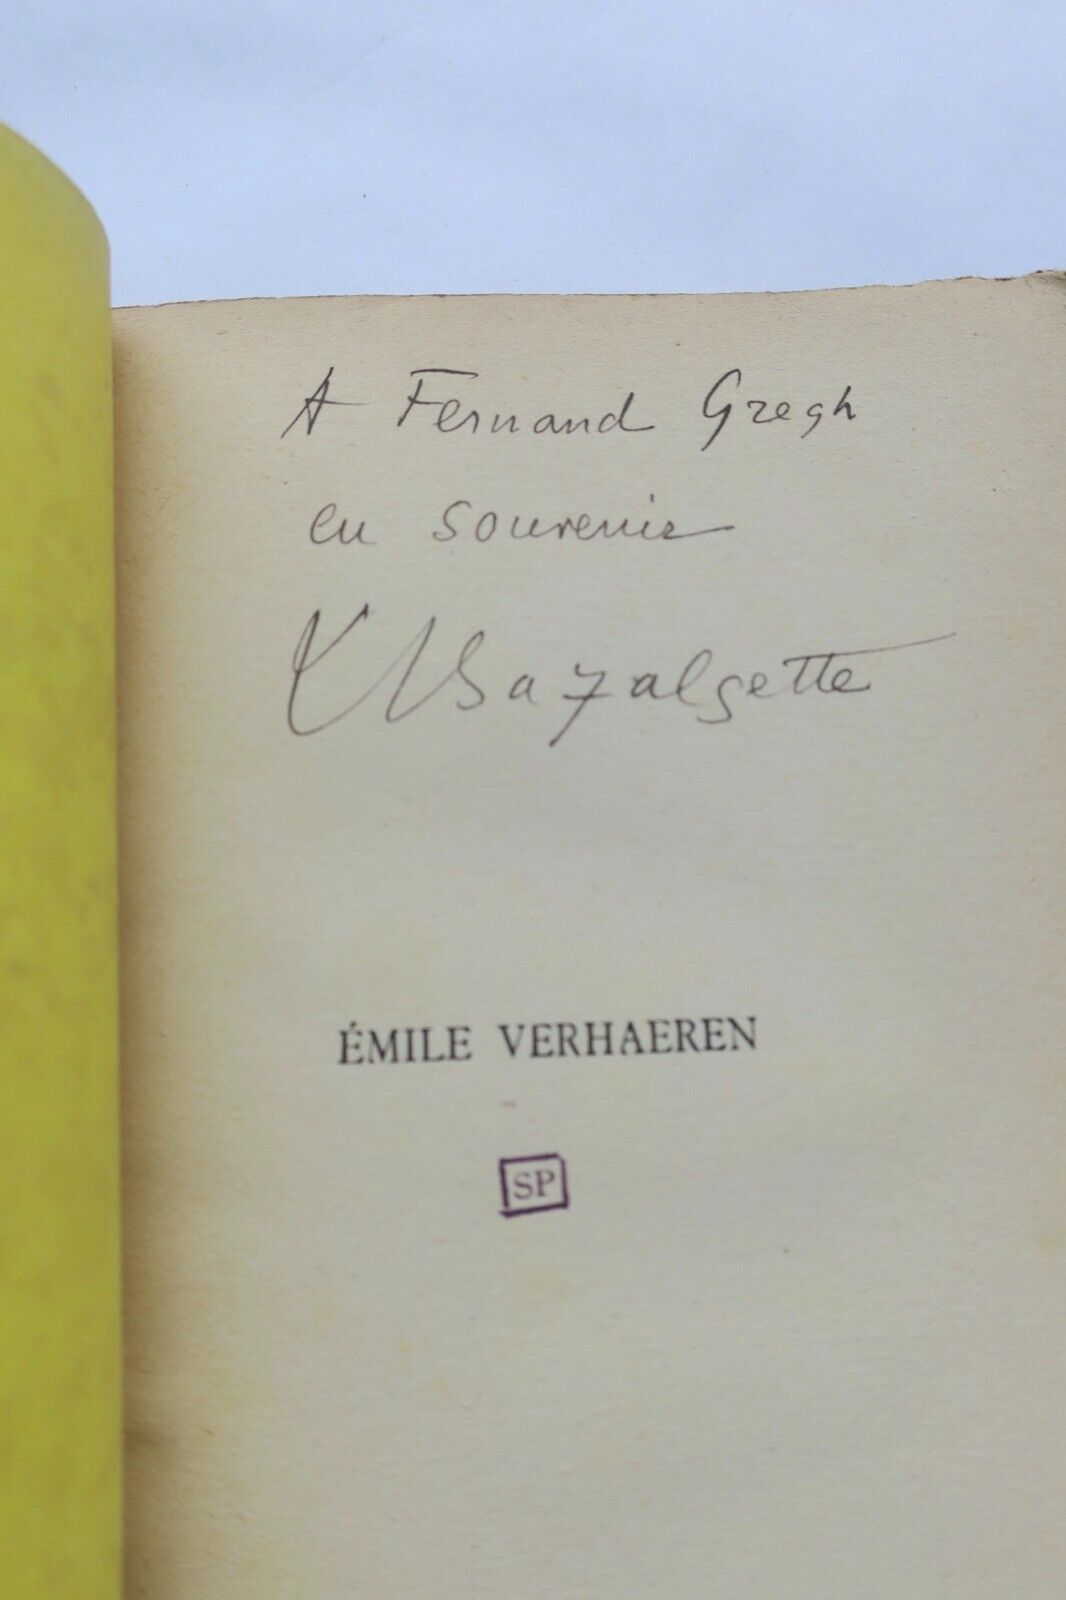 A Fernand Gregh
en souvenir
L Bazalgette
ÉMILE VERHAEREN
SP